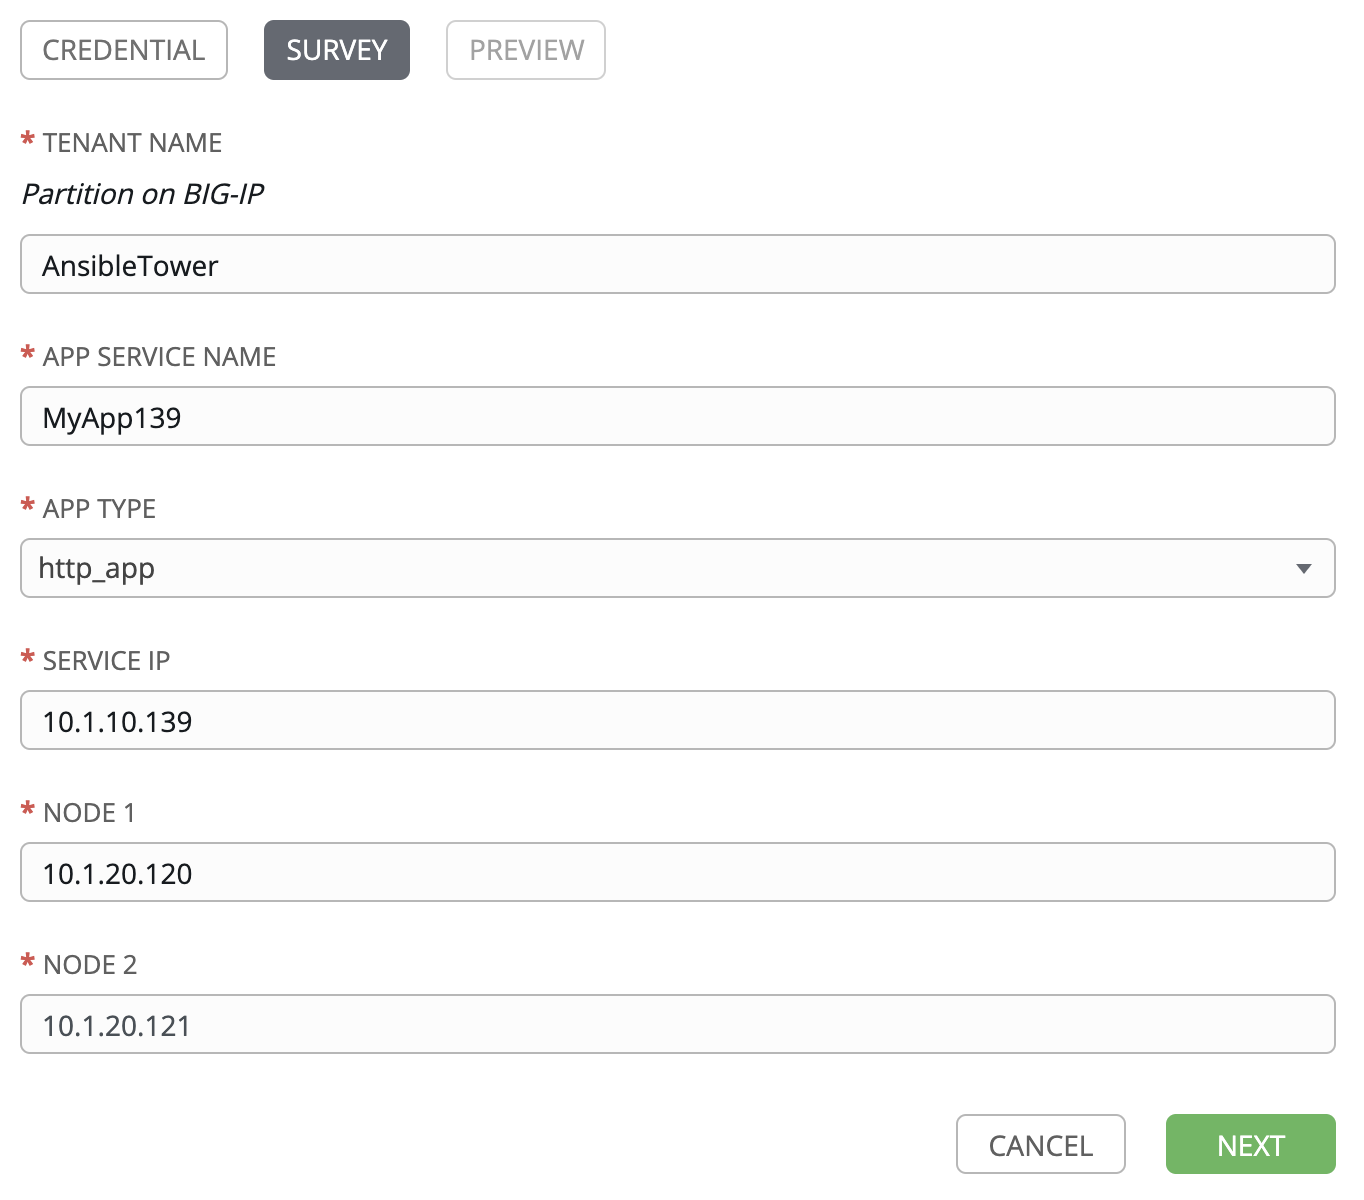 CREDENTIAL SURVEY PREVIEW
* TENANT NAME
Partition on BIG-IP
AnsibleTower
* APP SERVICE NAME
MyApp139
* APP TYPE
http_app
* SERVICE IP
10.1.10.139
* NODE 1
10.1.20.120
* NODE 2
10.1.20.121
CANCEL NEXT